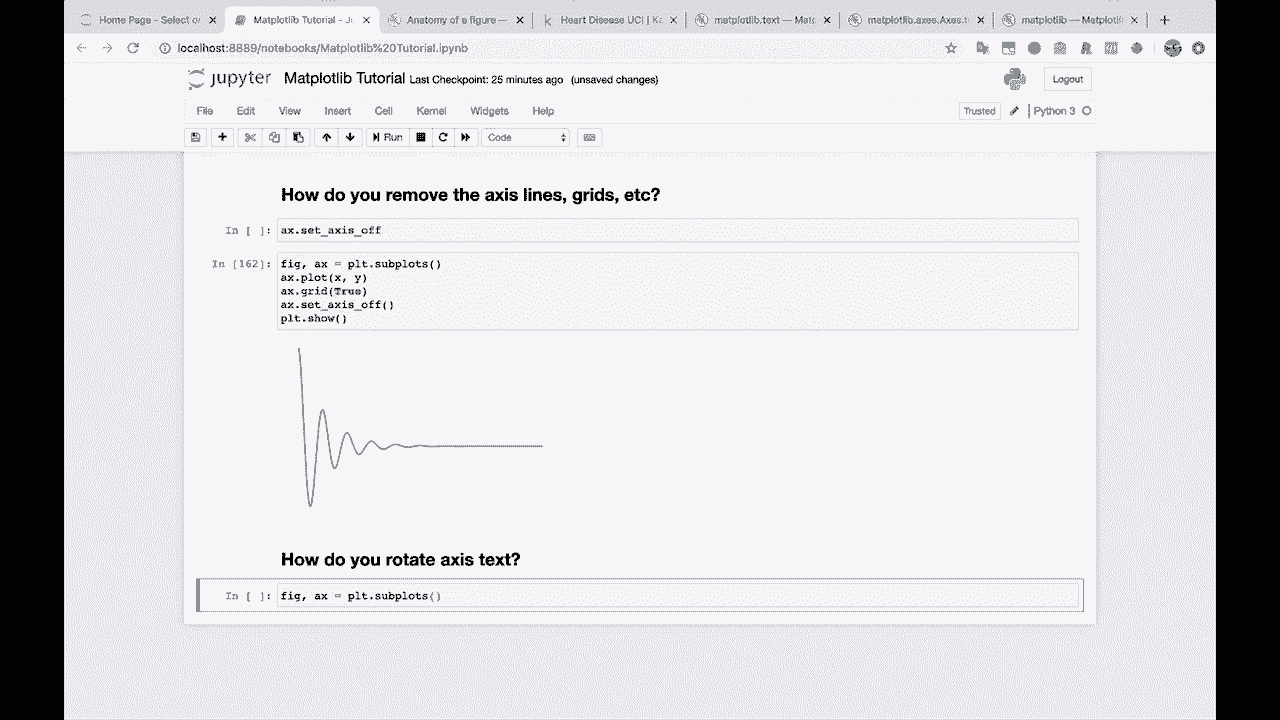 Home Page - Select or
Matplotlib Tutorial - Ju
Anatomy of a figure —
Heart Disease UCI | Ka
matplotlib.text — Matp
matplotlib.axes.Axes.t
matplotlib — Matplotli
localhost:8889/notebooks/Matplotlib%20Tutorial.ipynb
jupyter Matplotlib Tutorial Last Checkpoint: 25 minutes ago (unsaved changes)
Logout
File Edit View Insert Cell Kernel Widgets Help
Trusted
Python 3
Run
Code
How do you remove the axis lines, grids, etc?
In [ ]: ax.set_axis_off
In [162]: fig, ax = plt.subplots()
ax.plot(x, y)
ax.grid(True)
ax.set_axis_off()
plt.show()
How do you rotate axis text?
In [ ]: fig, ax = plt.subplots()